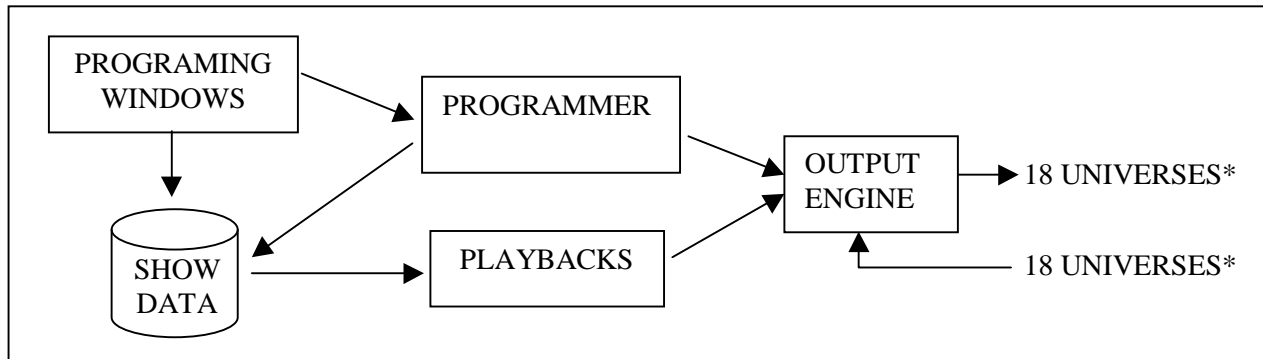 PROGRAMING
WINDOWS
PROGRAMMER
OUTPUT
ENGINE
18 UNIVERSES*
SHOW
DATA
PLAYBACKS
18 UNIVERSES*